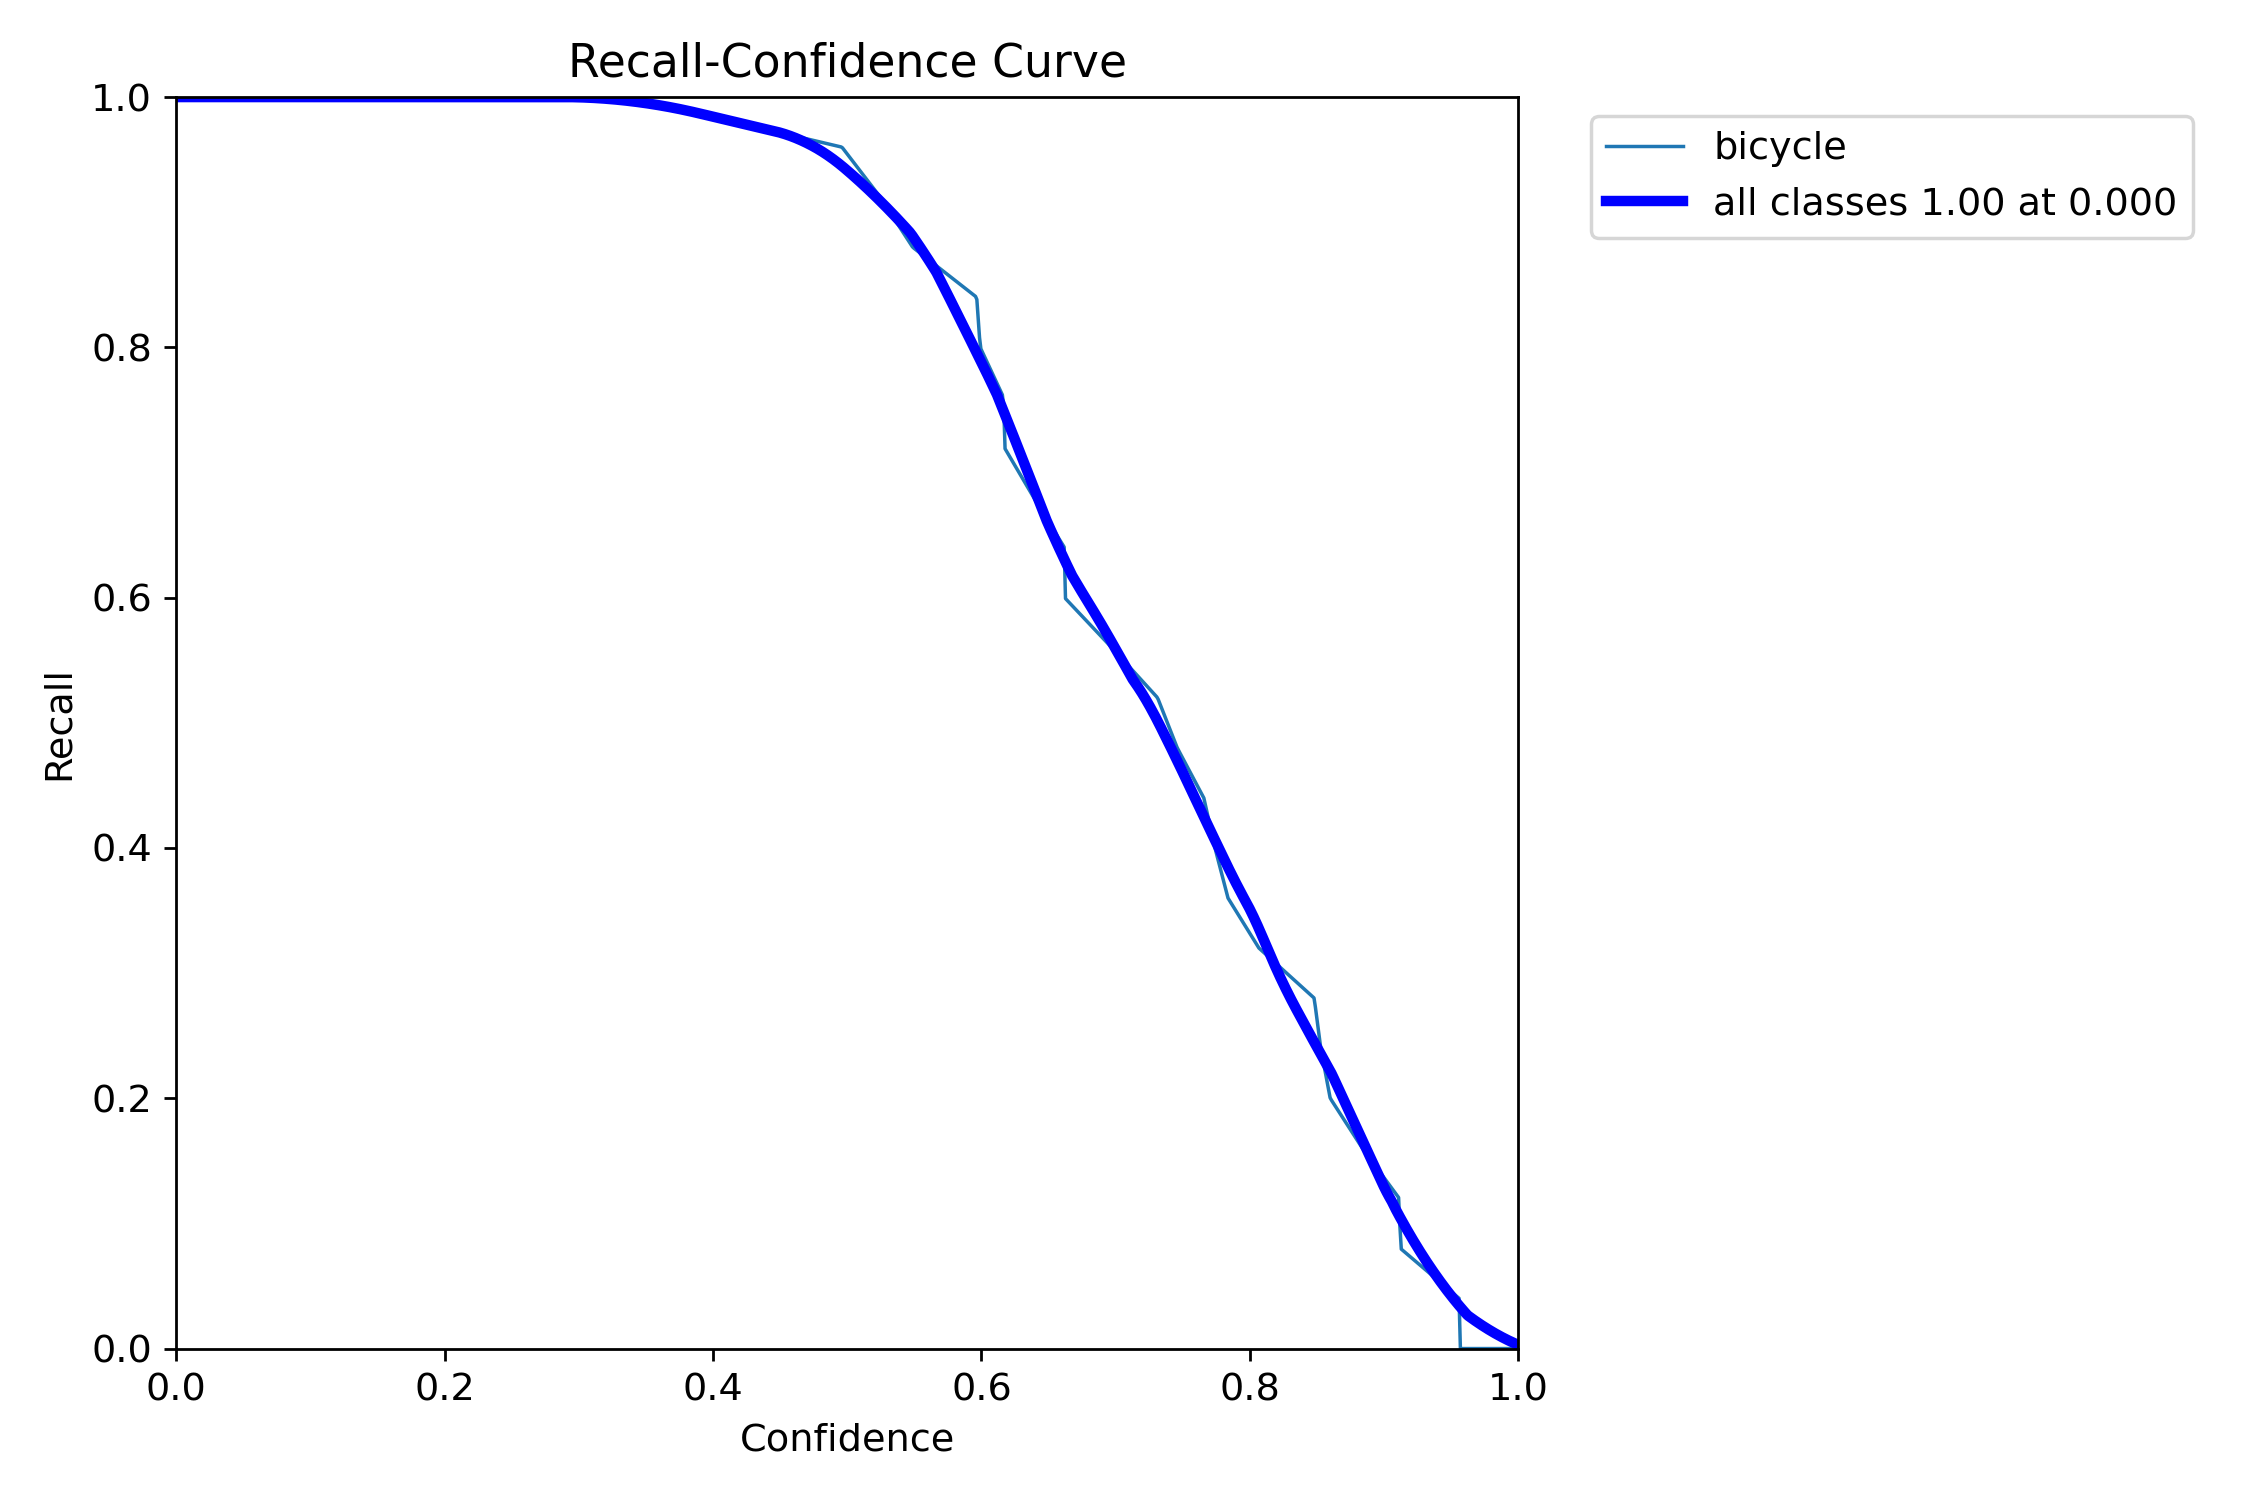 Recall-Confidence Curve
1.0
0.8
0.6
0.4
0.2
0.0
Recall
0.0 0.2 0.4 0.6 0.8 1.0
Confidence
bicycle
all classes 1.00 at 0.000